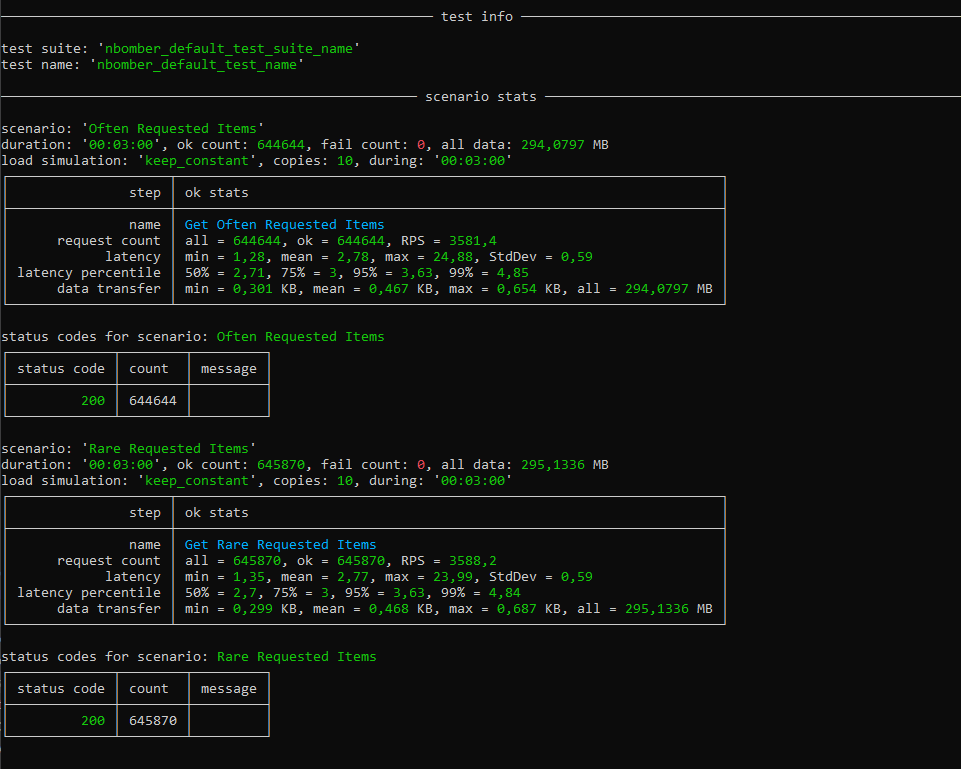 test info
test suite: 'nbomber_default_test_suite_name'
test name: 'nbomber_default_test_name'
scenario stats
scenario: 'Often Requested Items'
duration: '00:03:00', ok count: 644644, fail count: 0, all data: 294,0797 MB
load simulation: 'keep_constant', copies: 10, during: '00:03:00'
step ok stats
name Get Often Requested Items
request count all = 644644, ok = 644644, RPS = 3581,4
latency min = 1,28, mean = 2,78, max = 24,88, StdDev = 0,59
latency percentile 50% = 2,71, 75% = 3, 95% = 3,63, 99% = 4,85
data transfer min = 0,301 KB, mean = 0,467 KB, max = 0,654 KB, all = 294,0797 MB
status codes for scenario: Often Requested Items
status code count message
200 644644
scenario: 'Rare Requested Items'
duration: '00:03:00', ok count: 645870, fail count: 0, all data: 295,1336 MB
load simulation: 'keep_constant', copies: 10, during: '00:03:00'
step ok stats
name Get Rare Requested Items
request count all = 645870, ok = 645870, RPS = 3588,2
latency min = 1,35, mean = 2,77, max = 23,99, StdDev = 0,59
latency percentile 50% = 2,7, 75% = 3, 95% = 3,63, 99% = 4,84
data transfer min = 0,299 KB, mean = 0,468 KB, max = 0,687 KB, all = 295,1336 MB
status codes for scenario: Rare Requested Items
status code count message
200 645870